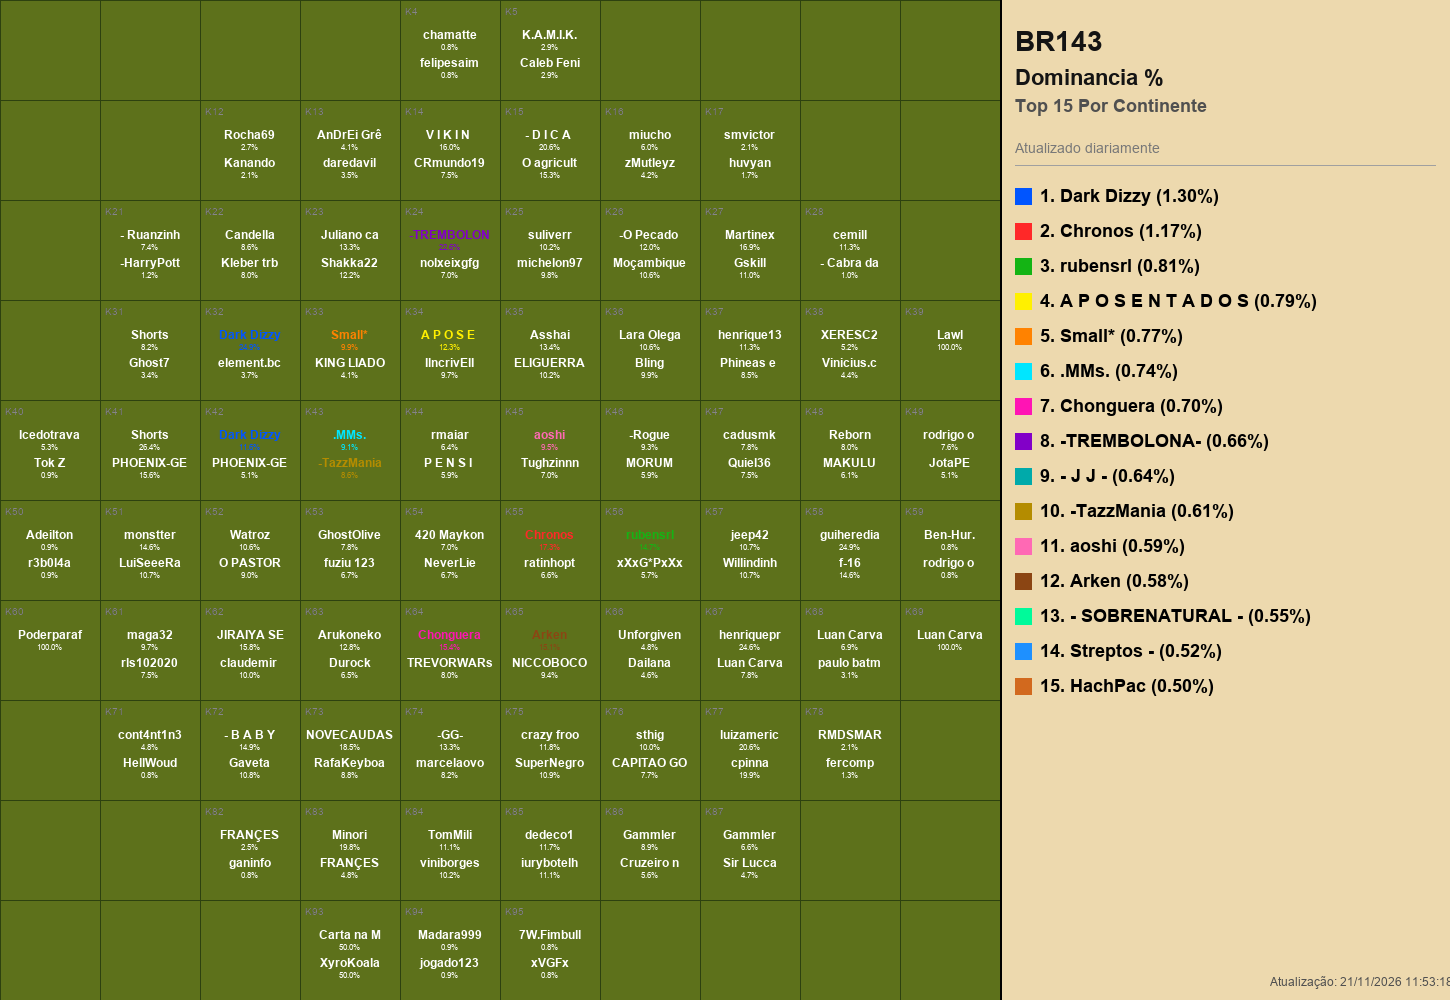 K4
chamatte
0.8%
felipesaim
0.8%
K5
K.A.M.I.K.
2.9%
Caleb Feni
2.9%
K12
Rocha69
2.7%
Kanando
2.1%
K13
AnDrEi Grê
4.1%
daredavil
3.5%
K14
V I K I N
16.0%
CRmundo19
7.5%
K15
- D I C A
20.6%
O agricult
15.3%
K16
miucho
6.0%
zMutleyz
4.2%
K17
smvictor
2.1%
huvyan
1.7%
K21
- Ruanzinh
7.4%
-HarryPott
1.2%
K22
Candella
8.6%
Kleber trb
8.0%
K23
Juliano ca
13.3%
Shakka22
12.2%
K24
-TREMBOLON
22.6%
nolxeixgfg
7.0%
K25
suliverr
10.2%
michelon97
9.8%
K26
-O Pecado
12.0%
Moçambique
10.6%
K27
Martinex
16.9%
Gskill
11.0%
K28
cemill
11.3%
- Cabra da
1.0%
K31
Shorts
8.2%
Ghost7
3.4%
K32
Dark Dizzy
element.bc
3.7%
K33
Small*
9.9%
KING LIADO
4.1%
K34
A P O S E
12.3%
IIncrivEll
9.7%
K35
Asshai
13.4%
ELIGUERRA
10.2%
K36
Lara Olega
10.6%
Bling
9.9%
K37
henrique13
11.3%
Phineas e
8.5%
K38
XERESC2
5.2%
Vinicius.c
4.4%
K39
Lawl
100.0%
K40
Icedotrava
5.3%
Tok Z
0.9%
K41
Shorts
26.4%
PHOENIX-GE
15.6%
K42
Dark Dizzy
PHOENIX-GE
5.1%
K43
.MMs.
9.1%
-TazzMania
8.6%
K44
rmaiar
6.4%
P E N S I
5.9%
K45
aoshi
9.5%
Tughzinnn
7.0%
K46
-Rogue
9.3%
MORUM
5.9%
K47
cadusmk
7.8%
Quiel36
7.5%
K48
Reborn
8.0%
MAKULU
6.1%
K49
rodrigo o
7.6%
JotaPE
5.1%
K50
Adeilton
0.9%
r3b0l4a
0.9%
K51
monstter
14.6%
LuiSeeeRa
10.7%
K52
Watroz
10.6%
O PASTOR
9.0%
K53
GhostOlive
7.8%
fuziu 123
6.7%
K54
420 Maykon
7.0%
NeverLie
6.7%
K55
Chronos
ratinhopt
6.6%
K56
rubensrl
xXxG*PxXx
5.7%
K57
jeep42
10.7%
Willindinh
10.7%
K58
guiheredia
24.9%
f-16
14.6%
K59
Ben-Hur.
0.8%
rodrigo o
0.8%
K60
Poderparaf
100.0%
K61
maga32
9.7%
rls102020
7.5%
K62
JIRAIYA SE
15.8%
claudemir
10.0%
K63
Arukoneko
12.8%
Durock
6.5%
K64
Chonguera
TREVORWARs
8.0%
K65
Arken
NICCOBOCO
9.4%
K66
Unforgiven
4.8%
Dailana
4.6%
K67
henriquepr
24.6%
Luan Carva
7.8%
K68
Luan Carva
6.9%
paulo batm
3.1%
K69
Luan Carva
100.0%
K71
cont4nt1n3
4.8%
HellWoud
0.8%
K72
- B A B Y
14.9%
Gaveta
10.8%
K73
NOVECAUDAS
18.5%
RafaKeyboa
8.8%
K74
-GG-
13.3%
marcelaovo
8.2%
K75
crazy froo
11.8%
SuperNegro
10.9%
K76
sthig
10.0%
CAPITAO GO
7.7%
K77
luizameric
20.6%
cpinna
19.9%
K78
RMDSMAR
2.1%
fercomp
1.3%
K82
FRANÇES
2.5%
ganinfo
0.8%
K83
Minori
19.8%
FRANÇES
4.8%
K84
TomMili
11.1%
viniborges
10.2%
K85
dedeco1
11.7%
iurybotelh
11.1%
K86
Gammler
8.9%
Cruzeiro n
5.6%
K87
Gammler
6.6%
Sir Lucca
4.7%
K93
Carta na M
50.0%
XyroKoala
50.0%
K94
Madara999
0.9%
jogado123
0.9%
K95
7W.Fimbull
0.8%
xVGFx
0.8%
BR143
Dominancia %
Top 15 Por Continente
Atualizado diariamente
1. Dark Dizzy (1.30%)
2. Chronos (1.17%)
3. rubensrl (0.81%)
4. A P O S E N T A D O S (0.79%)
5. Small* (0.77%)
6. .MMs. (0.74%)
7. Chonguera (0.70%)
8. -TREMBOLONA- (0.66%)
9. - J J - (0.64%)
10. -TazzMania (0.61%)
11. aoshi (0.59%)
12. Arken (0.58%)
13. - SOBRENATURAL - (0.55%)
14. Streptos - (0.52%)
15. HachPac (0.50%)
Atualização: 21/11/2026 11:53:18